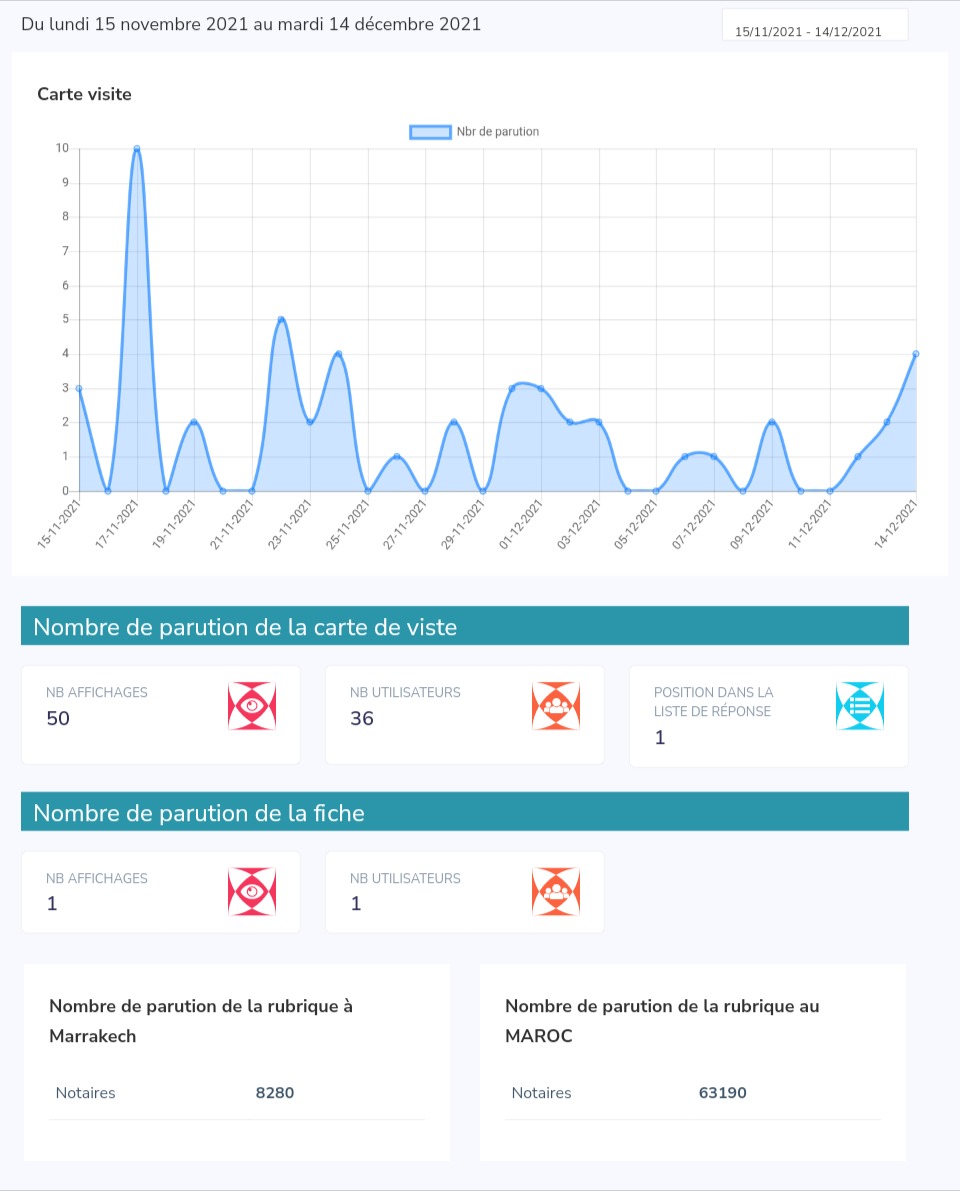 Du lundi 15 novembre 2021 au mardi 14 décembre 2021
15/11/2021 - 14/12/2021
Carte visite
Nbr de parution
10
9
8
7
6
5
4
3
2
1
0
15-11-2021
17-11-2021
19-11-2021
21-11-2021
23-11-2021
25-11-2021
27-11-2021
29-11-2021
01-12-2021
03-12-2021
05-12-2021
07-12-2021
09-12-2021
11-12-2021
14-12-2021
Nombre de parution de la carte de viste
NB AFFICHAGES
50
NB UTILISATEURS
36
POSITION DANS LA
LISTE DE RÉPONSE
1
Nombre de parution de la fiche
NB AFFICHAGES
1
NB UTILISATEURS
1
Nombre de parution de la rubrique à
Marrakech
Notaires 8280
Nombre de parution de la rubrique au
MAROC
Notaires 63190